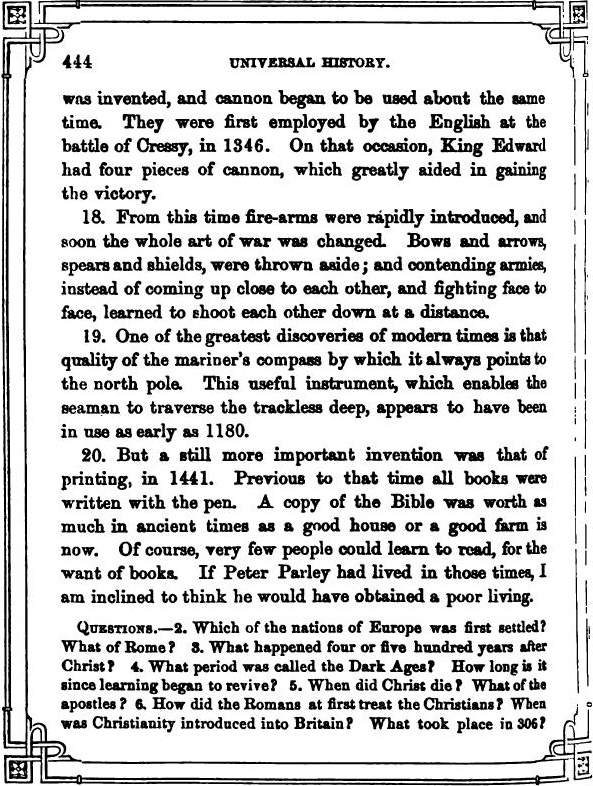 444 UNIVERSAL HISTORY.
was invented, and cannon began to be used about the same
time. They were first employed by the English at the
battle of Cressy, in 1346. On that occasion, King Edward
had four pieces of cannon, which greatly aided in gaining
the victory.
18. From this time fire-arms were rapidly introduced, and
soon the whole art of war was changed. Bows and arrows,
spears and shields, were thrown aside; and contending armies,
instead of coming up close to each other, and fighting face to
face, learned to shoot each other down at a distance.
19. One of the greatest discoveries of modern times is that
quality of the mariner's compass by which it always points to
the north pole. This useful instrument, which enables the
seaman to traverse the trackless deep, appears to have been
in use as early as 1180.
20. But a still more important invention was that of
printing, in 1441. Previous to that time all books were
written with the pen. A copy of the Bible was worth as
much in ancient times as a good house or a good farm is
now. Of course, very few people could learn to read, for the
want of books. If Peter Parley had lived in those times, I
am inclined to think he would have obtained a poor living.
QUESTIONS.—2. Which of the nations of Europe was first settled?
What of Rome? 3. What happened four or five hundred years after
Christ? 4. What period was called the Dark Ages? How long is it
since learning began to revive? 5. When did Christ die? What of the
apostles? 6. How did the Romans at first treat the Christians? When
was Christianity introduced into Britain? What took place in 306?